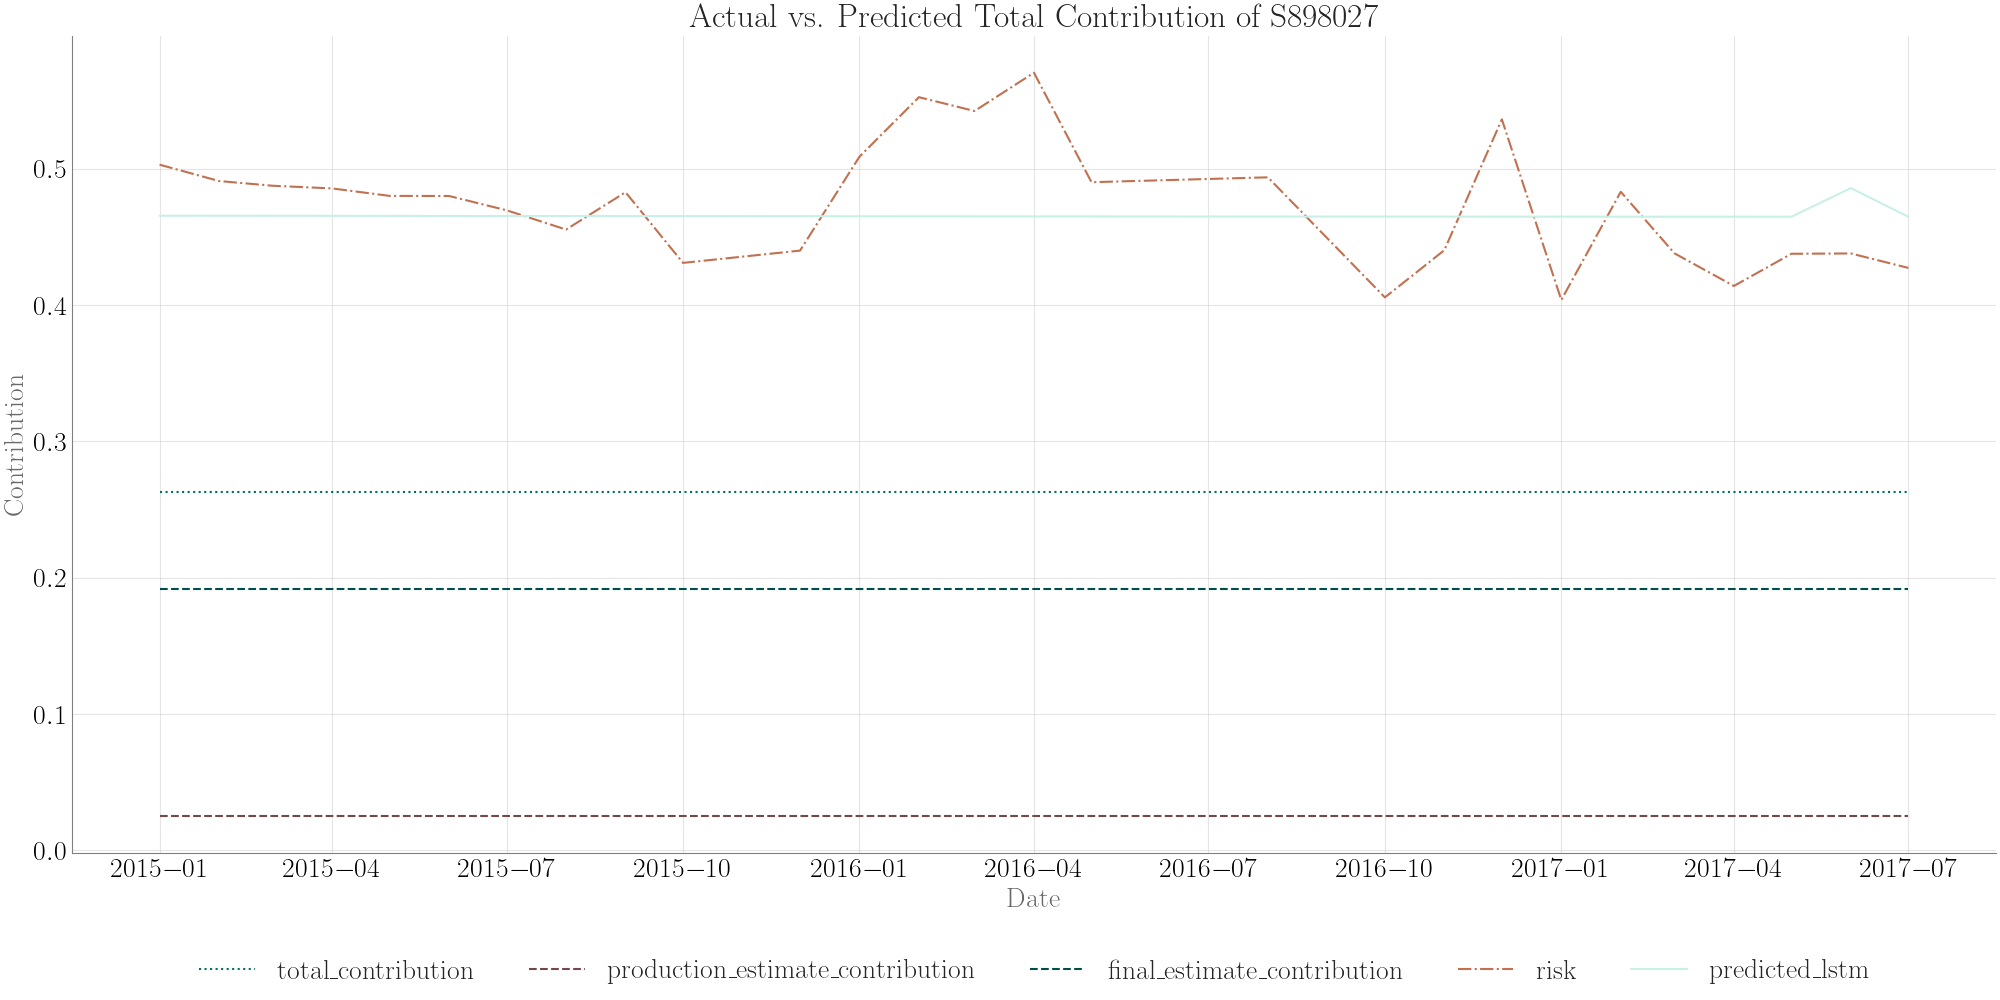 Actual vs. Predicted Total Contribution of S898027
Contribution
0.5
0.4
0.3
0.2
0.1
0.0
2015–01 2015–04 2015–07 2015–10 2016–01 2016–04 2016–07 2016–10 2017–01 2017–04 2017–07
Date
total_contribution production_estimate_contribution final_estimate_contribution risk predicted_lstm